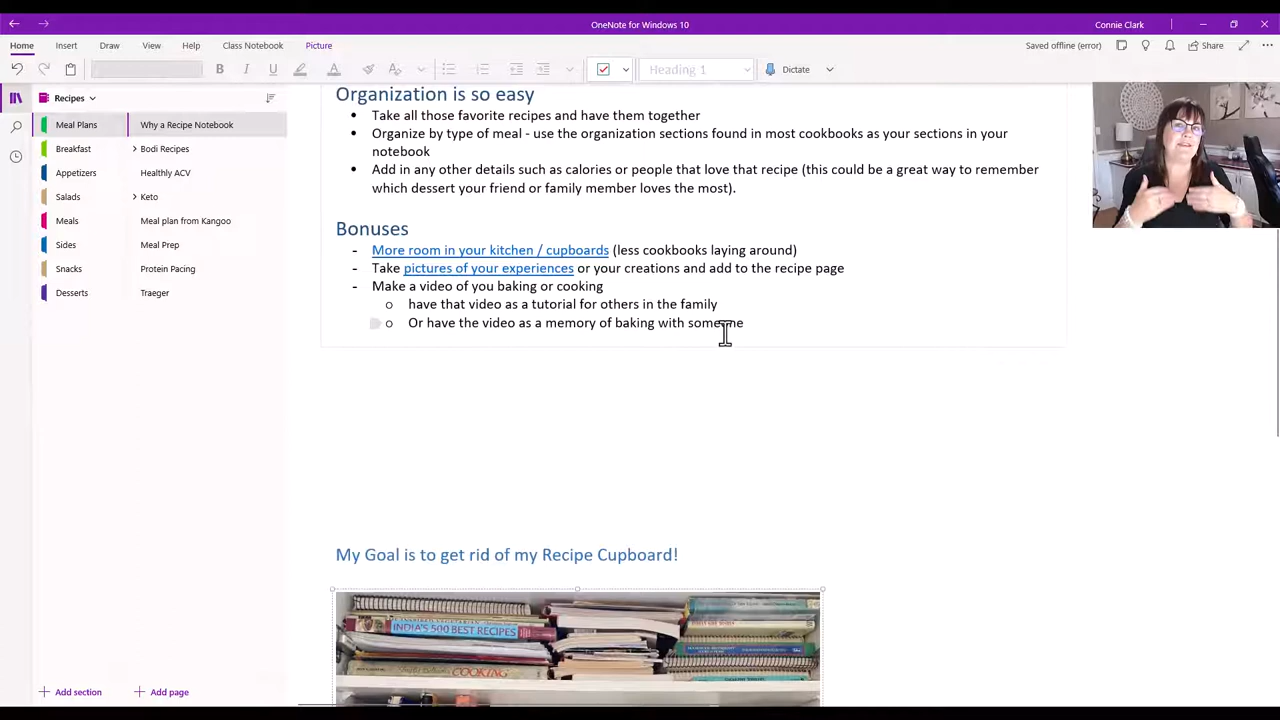 OneNote for Windows 10
Connie Clark
Home
Insert
Draw
View
Help
Class Notebook
Picture
Saved offline (error)
Share
B
I
U
A
Heading 1
Dictate
Recipes
Meal Plans
Breakfast
Appetizers
Salads
Meals
Sides
Snacks
Desserts
Why a Recipe Notebook
Bodi Recipes
Healthly ACV
Keto
Meal plan from Kangoo
Meal Prep
Protein Pacing
Traeger
Add section
Add page
Organization is so easy
• Take all those favorite recipes and have them together
• Organize by type of meal - use the organization sections found in most cookbooks as your sections in your
notebook
• Add in any other details such as calories or people that love that recipe (this could be a great way to remember
which dessert your friend or family member loves the most).
Bonuses
- More room in your kitchen / cupboards (less cookbooks laying around)
- Take pictures of your experiences or your creations and add to the recipe page
- Make a video of you baking or cooking
o have that video as a tutorial for others in the family
o Or have the video as a memory of baking with someone
My Goal is to get rid of my Recipe Cupboard!
INDIA'S 500 BEST RECIPES
COOKING